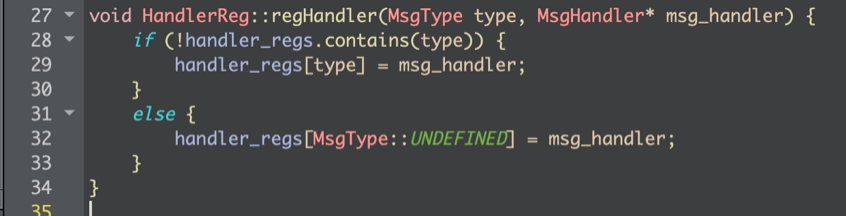 27 void HandlerReg::regHandler(MsgType type, MsgHandler* msg_handler) {
28     if (!handler_regs.contains(type)) {
29         handler_regs[type] = msg_handler;
30     }
31     else {
32         handler_regs[MsgType::UNDEFINED] = msg_handler;
33     }
34 }
35